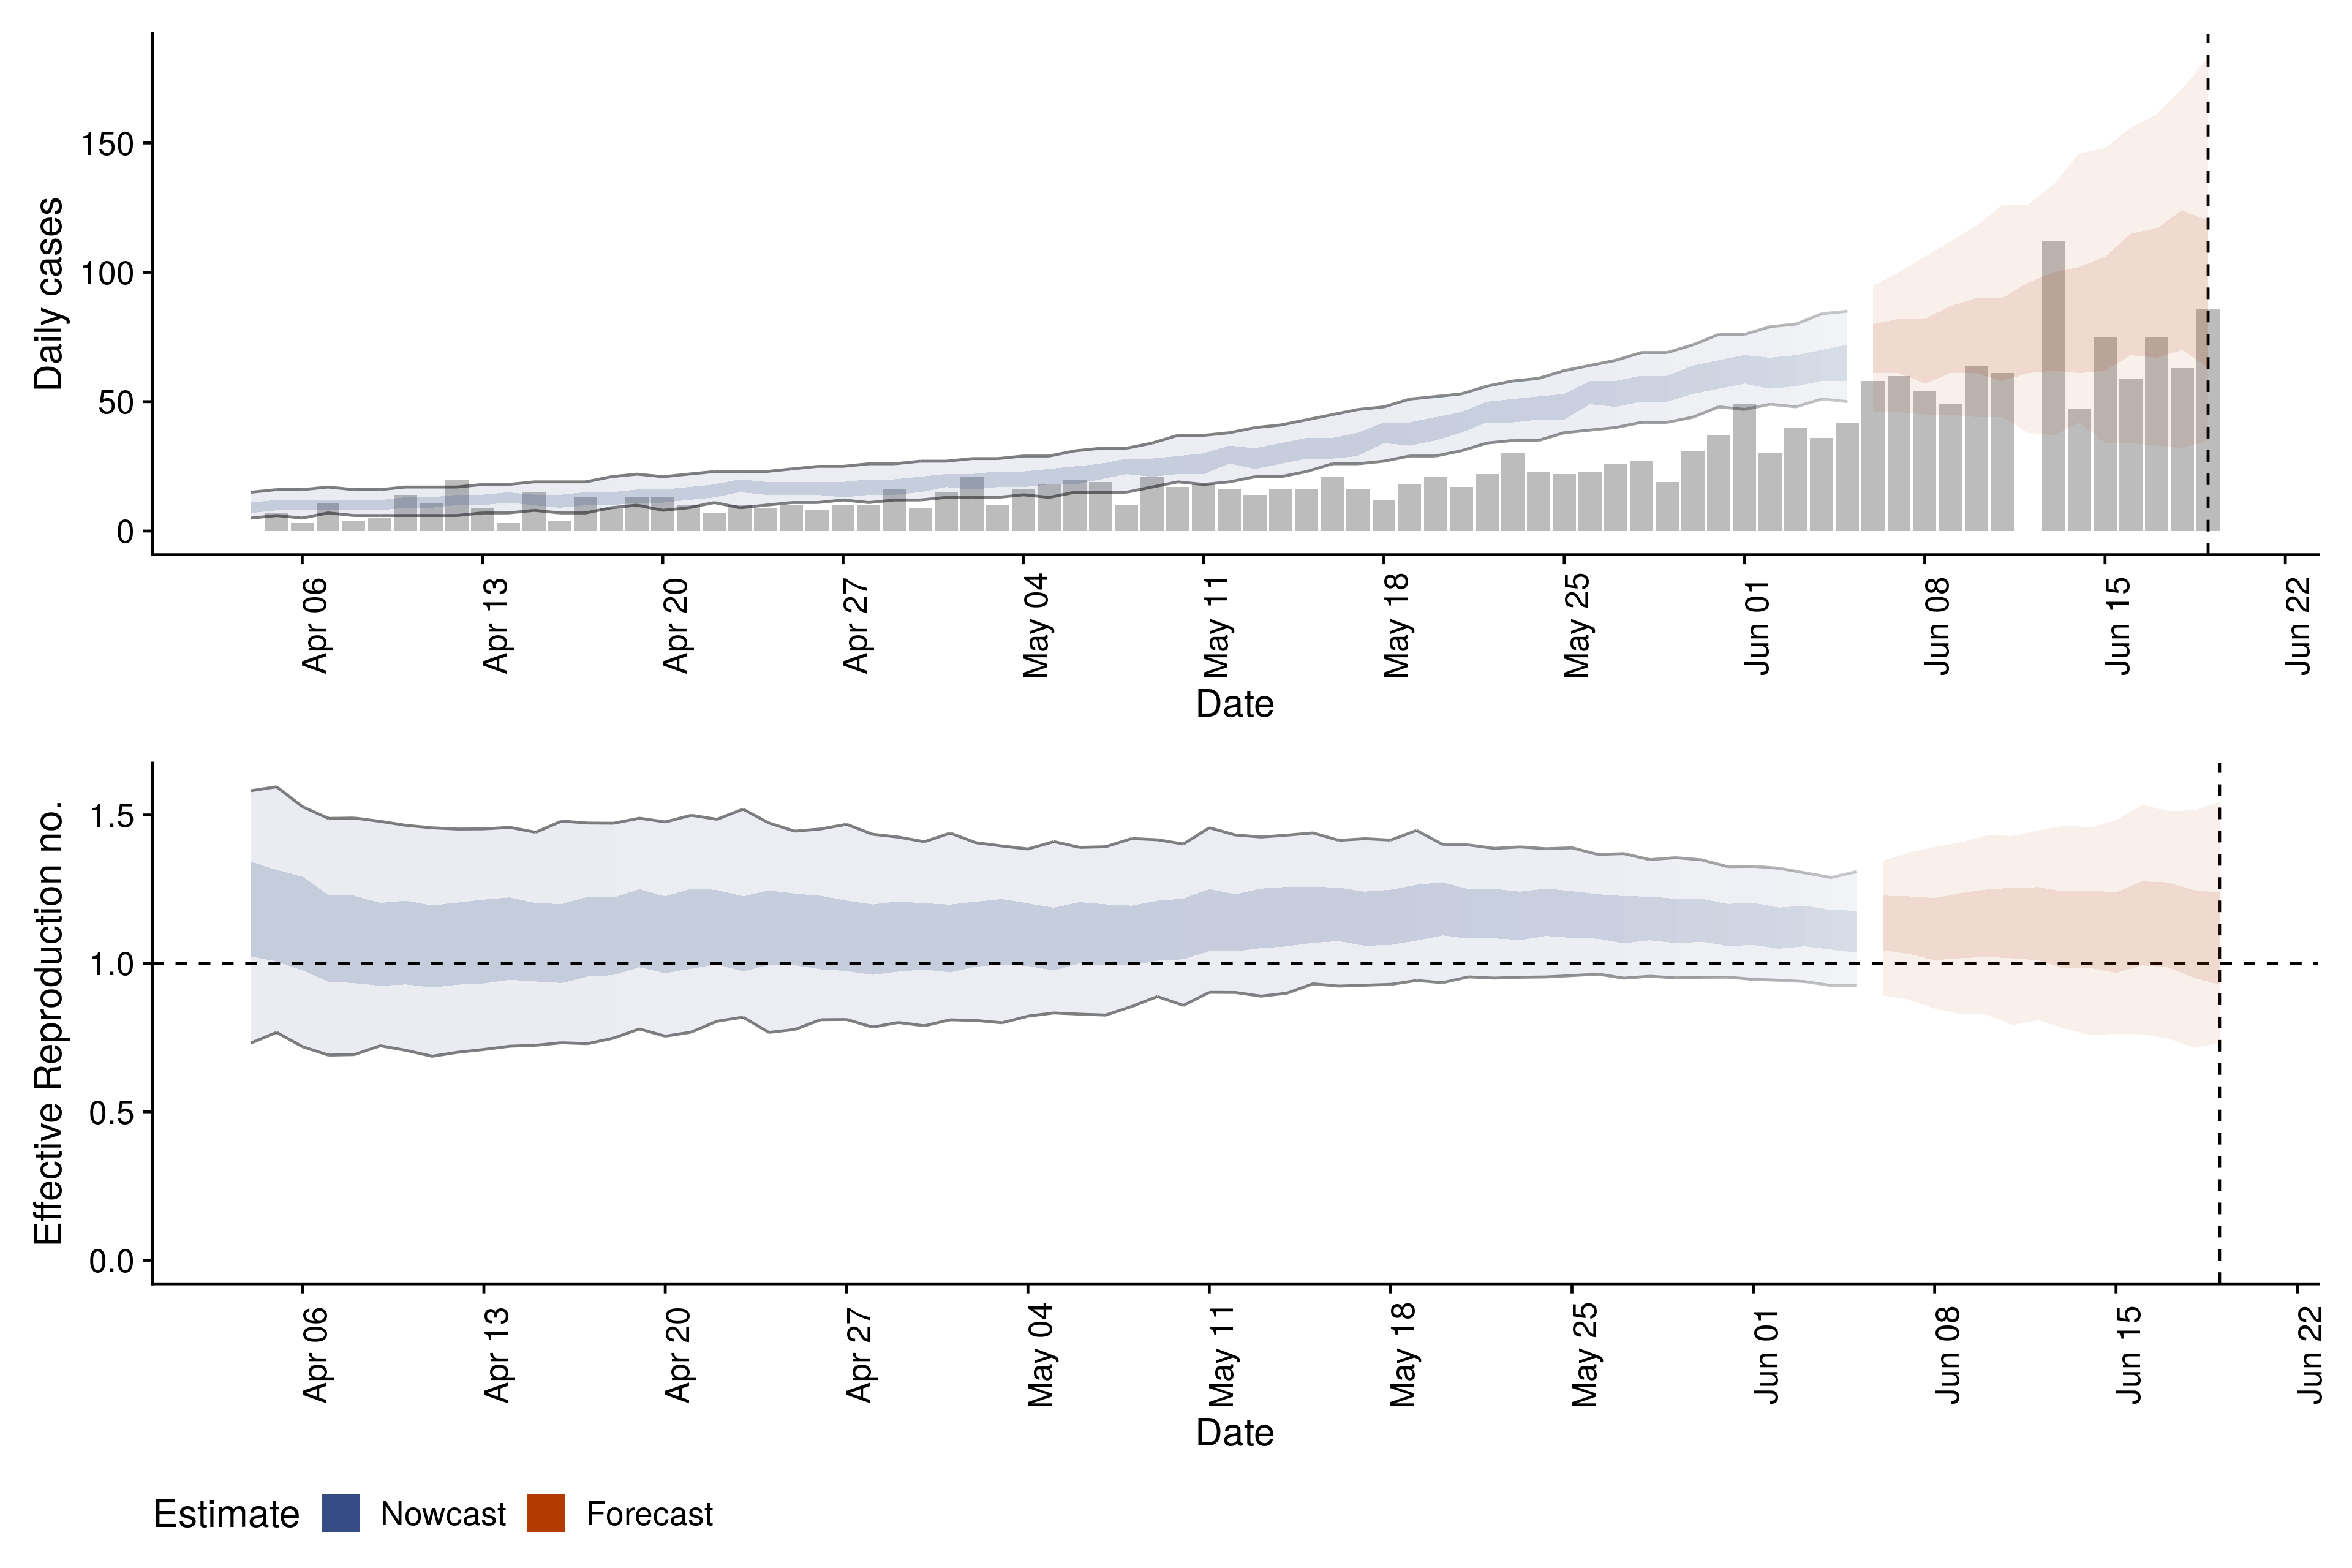 Daily cases
150
100
50
0
Apr 06
Apr 13
Apr 20
Apr 27
May 04
May 11
May 18
May 25
Jun 01
Jun 08
Jun 15
Jun 22
Date
Effective Reproduction no.
1.5
1.0
0.5
0.0
Apr 06
Apr 13
Apr 20
Apr 27
May 04
May 11
May 18
May 25
Jun 01
Jun 08
Jun 15
Jun 22
Date
Estimate Nowcast Forecast